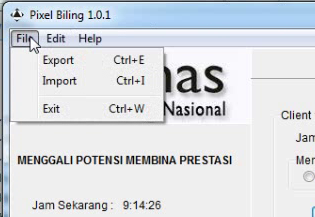 Pixel Biling 1.0.1
File Edit Help
Export Ctrl+E
Import Ctrl+I
Exit Ctrl+W
nas
Nasional
Client
Jam
MENGGALI POTENSI MEMBINA PRESTASI
Mer
Jam Sekarang : 9:14:26